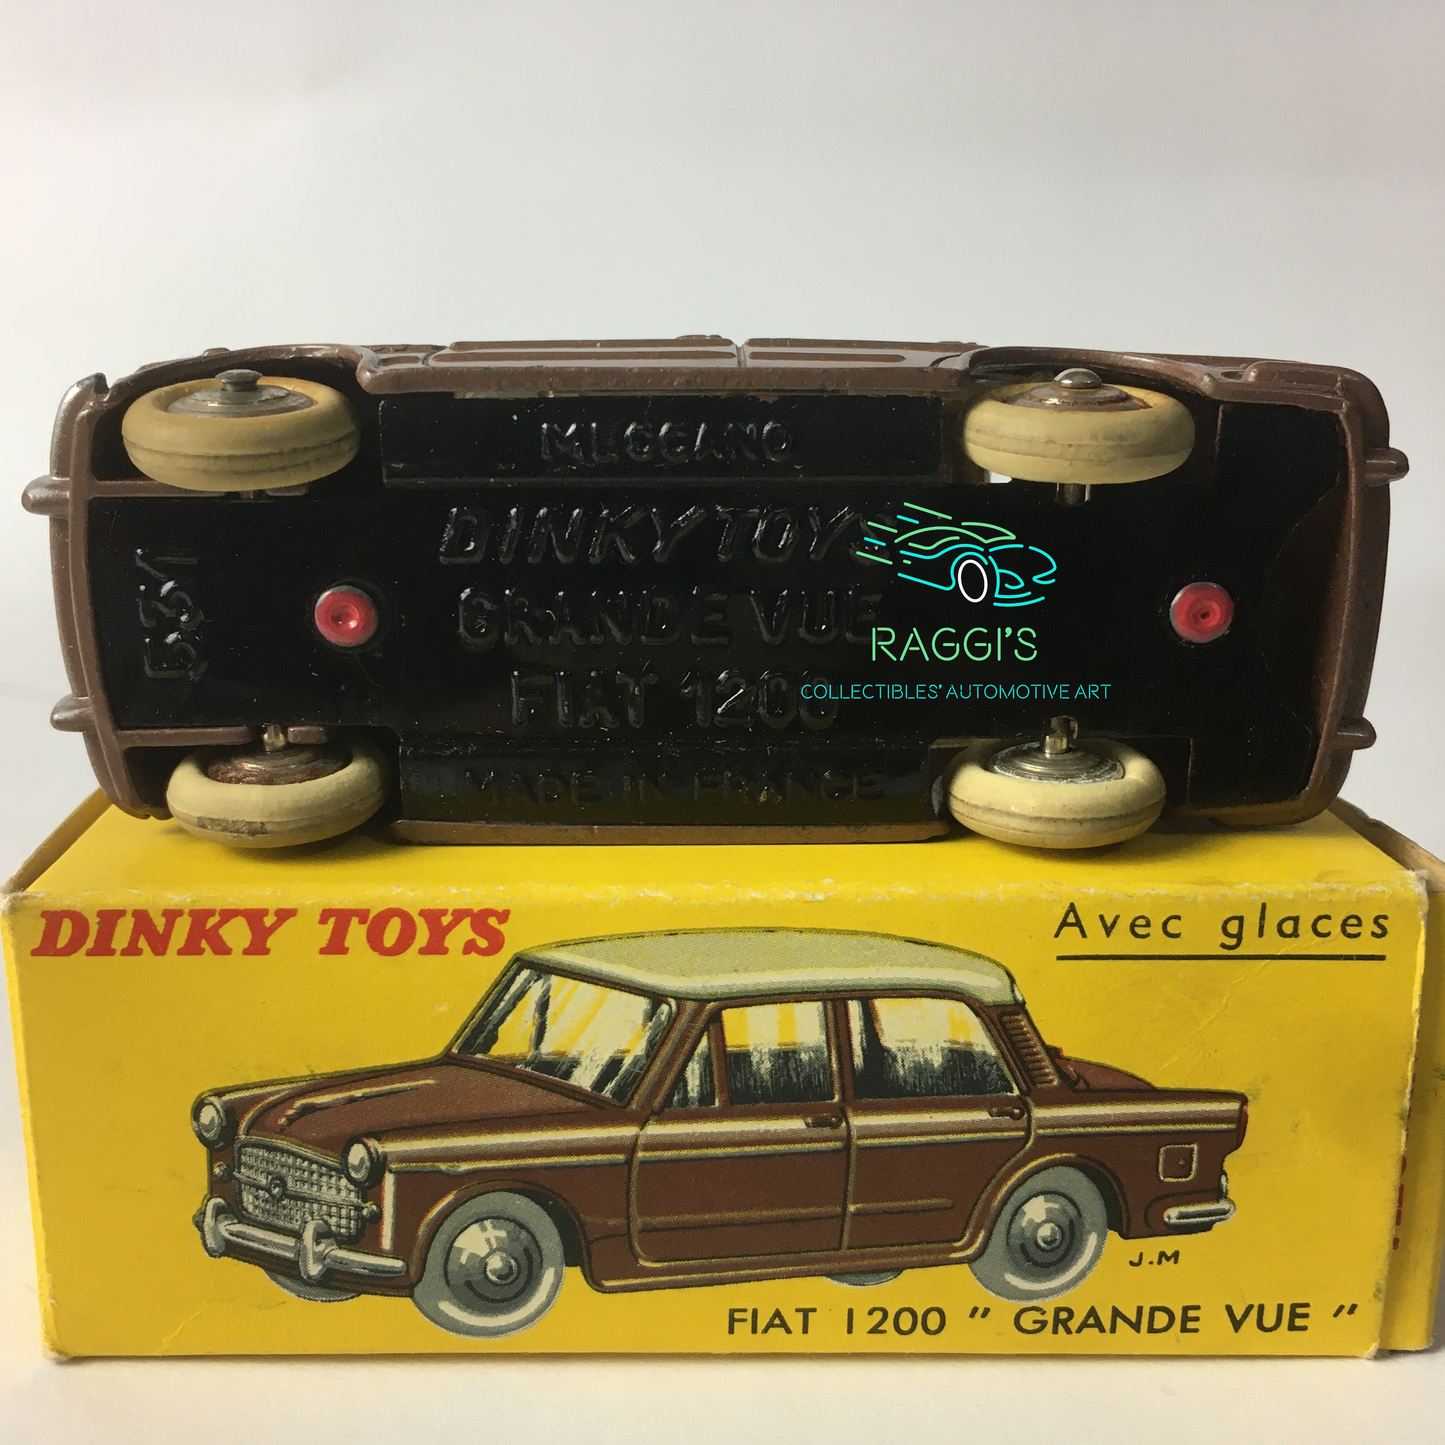 MECCANO
DINKY TOYS
GRANDE VUE
FIAT 1200
MADE IN FRANCE
531
RAGGI'S
COLLECTIBLES' AUTOMOTIVE ART
DINKY TOYS
Avec glaces
J.M
FIAT 1200 " GRANDE VUE "